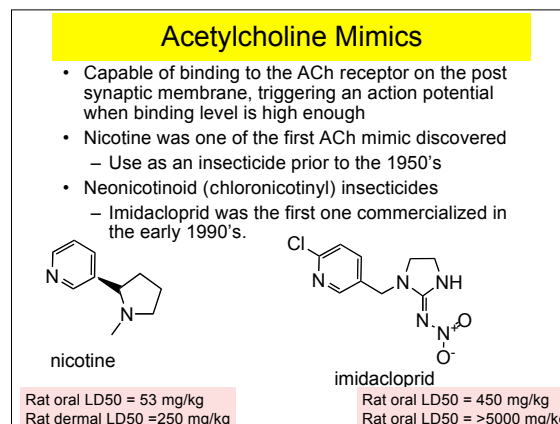 Acetylcholine Mimics
• Capable of binding to the ACh receptor on the post
synaptic membrane, triggering an action potential
when binding level is high enough
• Nicotine was one of the first ACh mimic discovered
– Use as an insecticide prior to the 1950's
• Neonicotinoid (chloronicotinyl) insecticides
– Imidacloprid was the first one commercialized in
the early 1990's.
N
N
nicotine
Cl
N
N
NH
N
N+
O
O-
imidacloprid
Rat oral LD50 = 53 mg/kg
Rat dermal LD50 =250 mg/kg
Rat oral LD50 = 450 mg/kg
Rat oral LD50 = >5000 mg/kg